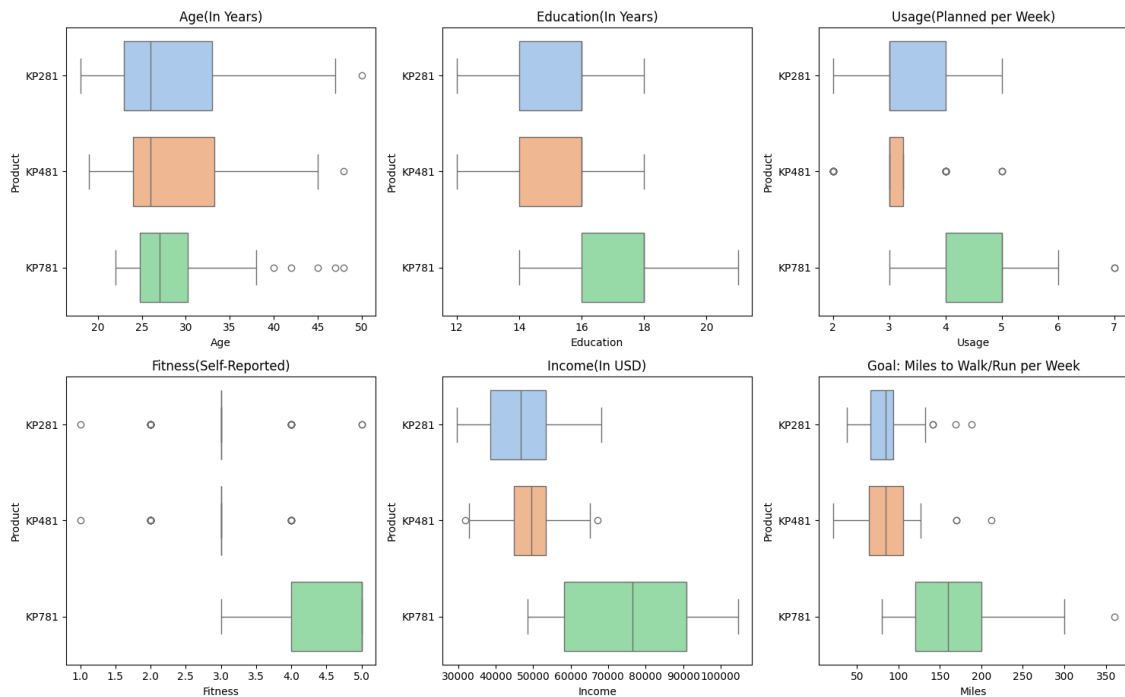 Age(In Years)
KP281
KP481
KP781
Product
20 25 30 35 40 45 50
Age
Education(In Years)
KP281
KP481
KP781
Product
12 14 16 18 20
Education
Usage(Planned per Week)
KP281
KP481
KP781
Product
2 3 4 5 6 7
Usage
Fitness(Self-Reported)
KP281
KP481
KP781
Product
1.0 1.5 2.0 2.5 3.0 3.5 4.0 4.5 5.0
Fitness
Income(In USD)
KP281
KP481
KP781
Product
30000 40000 50000 60000 70000 80000 90000 100000
Income
Goal: Miles to Walk/Run per Week
KP281
KP481
KP781
Product
50 100 150 200 250 300 350
Miles